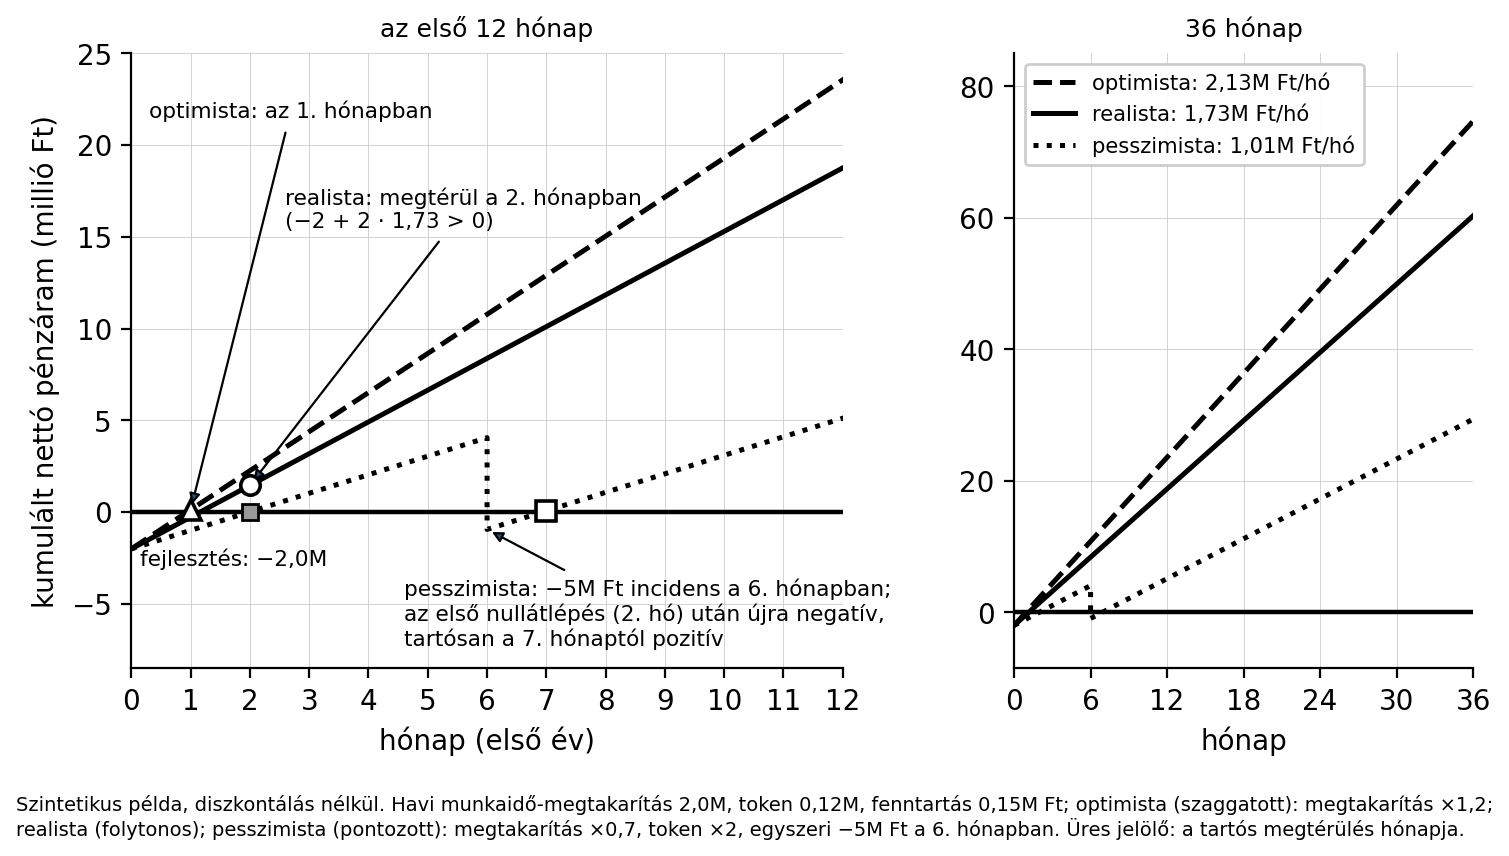 az első 12 hónap
25
20
15
10
5
0
−5
kumulált nettó pénzáram (millió Ft)
optimista: az 1. hónapban
realista: megtérül a 2. hónapban
(−2 + 2 · 1,73 > 0)
fejlesztés: −2,0M
pesszimista: −5M Ft incidens a 6. hónapban;
az első nullátlépés (2. hó) után újra negatív,
tartósan a 7. hónaptól pozitív
0 1 2 3 4 5 6 7 8 9 10 11 12
hónap (első év)
36 hónap
80
60
40
20
0
optimista: 2,13M Ft/hó
realista: 1,73M Ft/hó
pesszimista: 1,01M Ft/hó
0 6 12 18 24 30 36
hónap
Szintetikus példa, diszkontálás nélkül. Havi munkaidő-megtakarítás 2,0M, token 0,12M, fenntartás 0,15M Ft; optimista (szaggatott): megtakarítás ×1,2;
realista (folytonos); pesszimista (pontozott): megtakarítás ×0,7, token ×2, egyszeri −5M Ft a 6. hónapban. Üres jelölő: a tartós megtérülés hónapja.